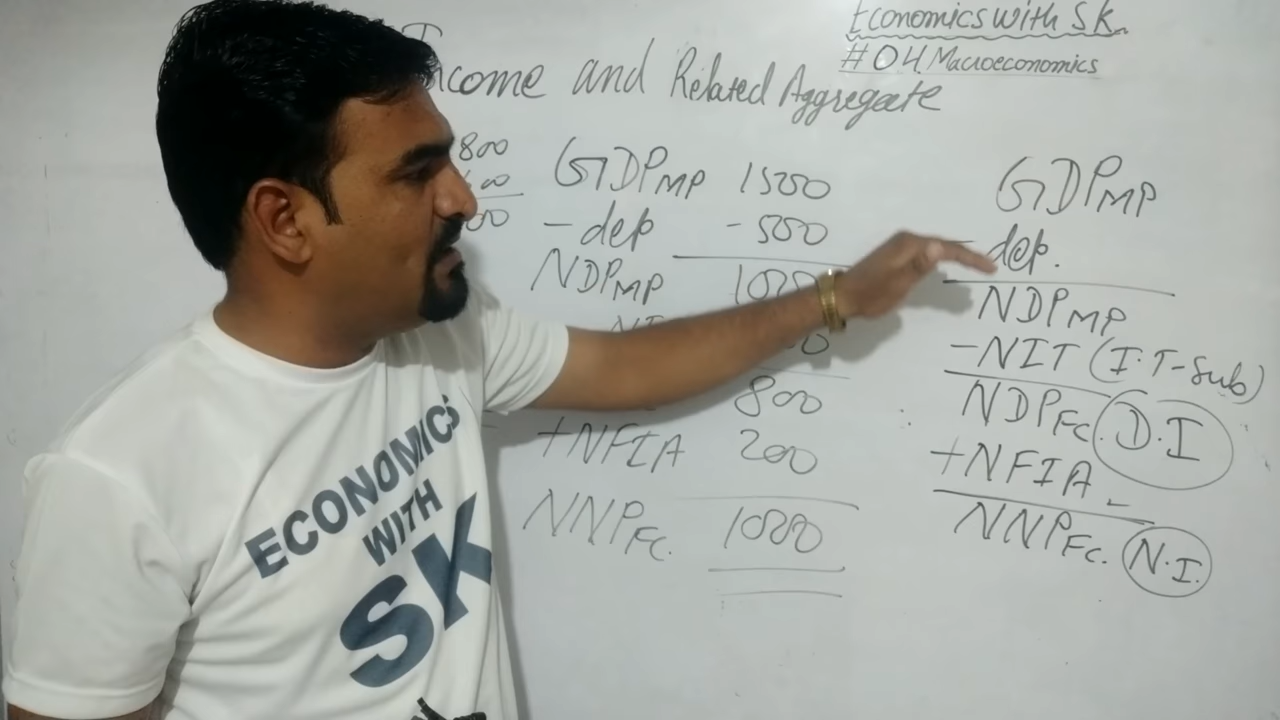 Economics with S.K.
#04 Macroeconomics
Income and Related Aggregate
800
GDPMP 1500
-dep -500
NDPMP 1000
800
+NFIA 200
NNPFC. 1000
GDPMP
- dep.
NDPMP
-NIT (I.T-Sub)
NDPFC. D.I
+NFIA
NNPFC. N.I.
ECONOMICS
WITH
SK